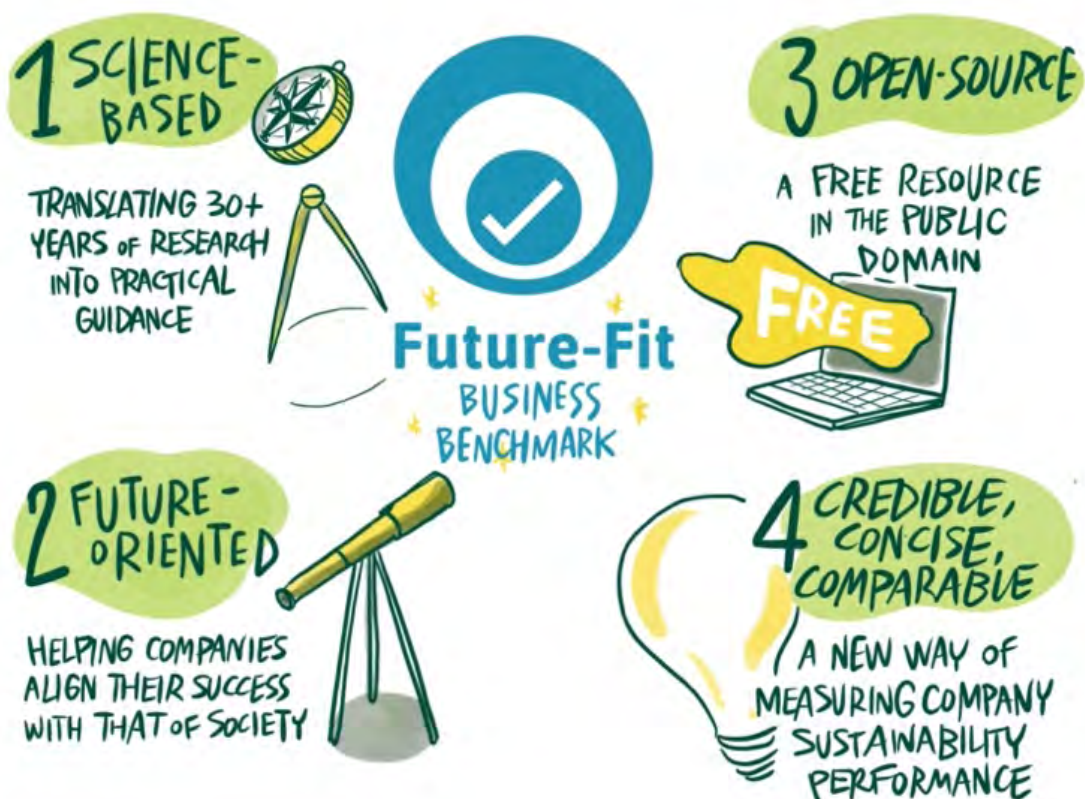 1 SCIENCE-
BASED
TRANSLATING 30+
YEARS OF RESEARCH
INTO PRACTICAL
GUIDANCE
Future-Fit
BUSINESS
BENCHMARK
3 OPEN-SOURCE
A FREE RESOURCE
IN THE PUBLIC
DOMAIN
FREE
2 FUTURE-
ORIENTED
HELPING COMPANIES
ALIGN THEIR SUCCESS
WITH THAT OF SOCIETY
4 CREDIBLE,
CONCISE,
COMPARABLE
A NEW WAY OF
MEASURING COMPANY
SUSTAINABILITY
PERFORMANCE